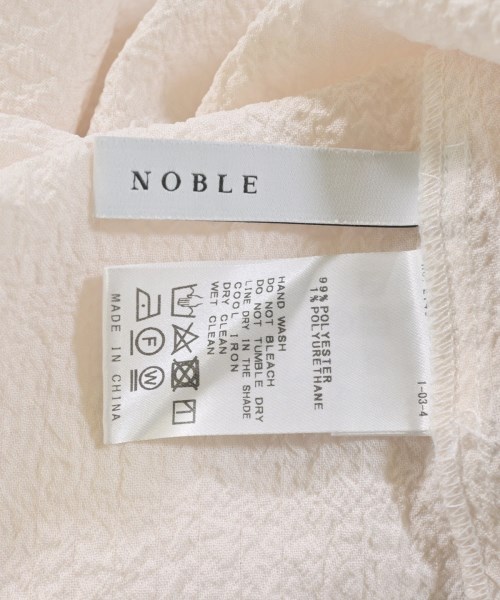 NOBLE
99% POLYESTER
1% POLYURETHANE
HAND WASH
DO NOT BLEACH
DO NOT TUMBLE DRY
LINE DRY IN THE SHADE
COOL IRON
DRY CLEAN
WET CLEAN
F W
MADE IN CHINA
1-03-4